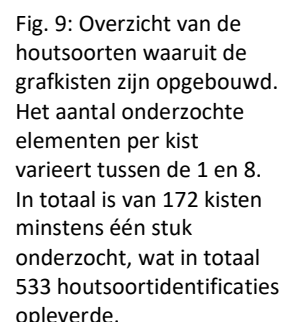 Fig. 9: Overzicht van de
houtsoorten waaruit de
grafkisten zijn opgebouwd.
Het aantal onderzochte
elementen per kist
varieert tussen de 1 en 8.
In totaal is van 172 kisten
minstens één stuk
onderzocht, wat in totaal
533 houtsoortidentificaties
opleverde.